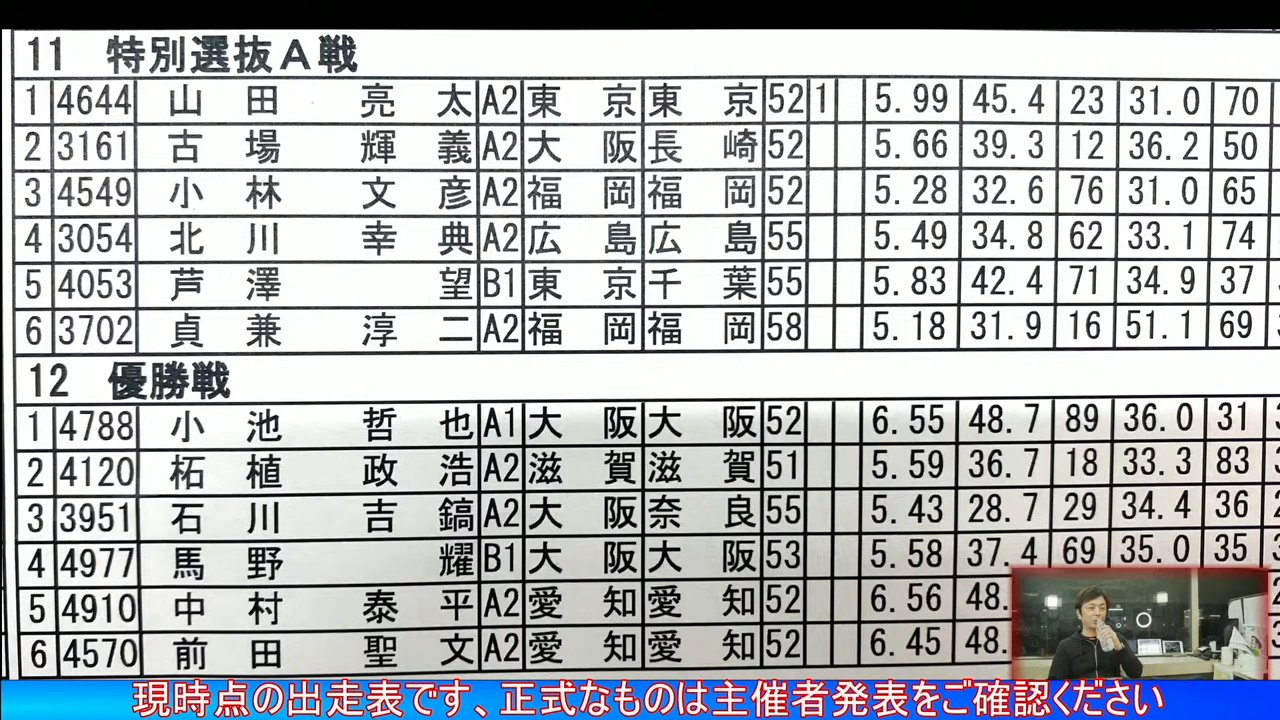 11 特別選抜A戦
1 4644 山田 亮太 A2 東京 東京 52 1 5.99 45.4 23 31.0 70
2 3161 古場 輝義 A2 大阪 長崎 52 5.66 39.3 12 36.2 50
3 4549 小林 文彦 A2 福岡 福岡 52 5.28 32.6 76 31.0 65
4 3054 北川 幸典 A2 広島 広島 55 5.49 34.8 62 33.1 74
5 4053 芦澤 望 B1 東京 千葉 55 5.83 42.4 71 34.9 37
6 3702 貞兼 淳二 A2 福岡 福岡 58 5.18 31.9 16 51.1 69
12 優勝戦
1 4788 小池 哲也 A1 大阪 大阪 52 6.55 48.7 89 36.0 31
2 4120 柘植 政浩 A2 滋賀 滋賀 51 5.59 36.7 18 33.3 83
3 3951 石川 吉鎬 A2 大阪 奈良 55 5.43 28.7 29 34.4 36
4 4977 馬野 耀 B1 大阪 大阪 53 5.58 37.4 69 35.0 35
5 4910 中村 泰平 A2 愛知 愛知 52 6.56 48.
6 4570 前田 聖文 A2 愛知 愛知 52 6.45 48.
現時点の出走表です、正式なものは主催者発表をご確認ください